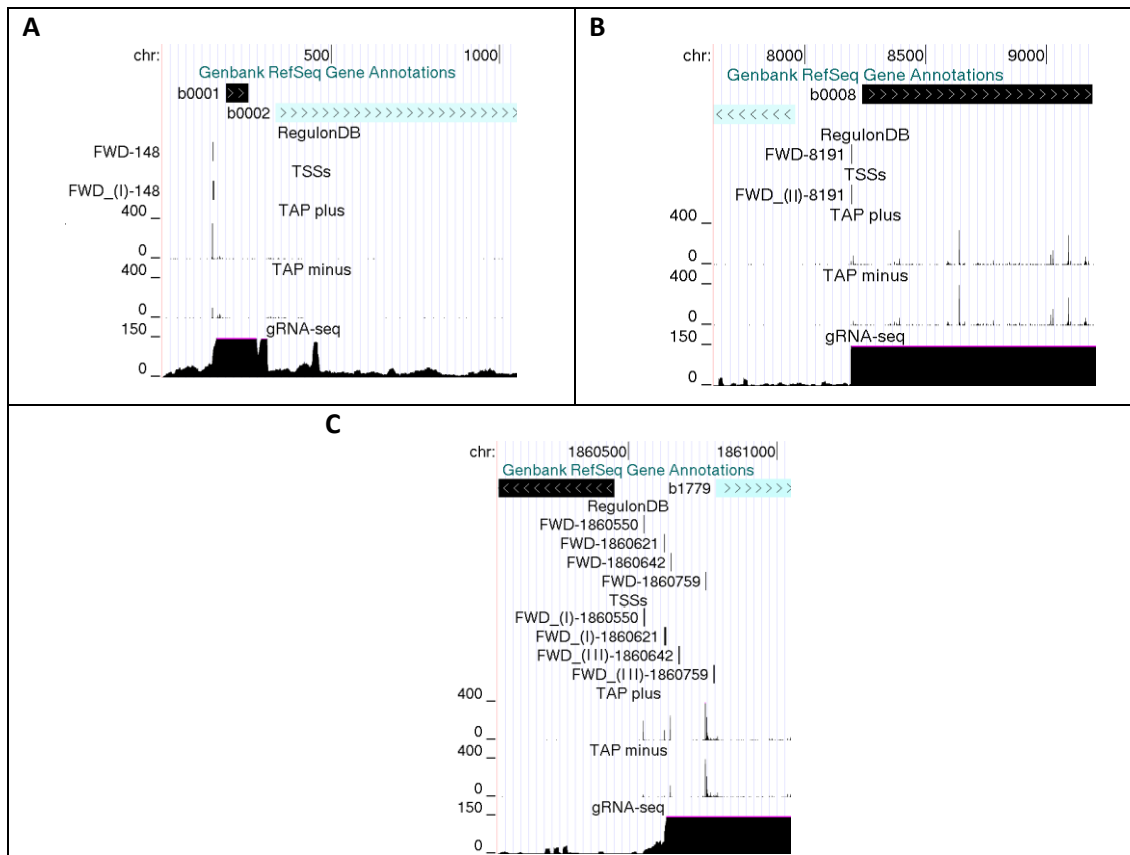 A
chr: 500 1000
Genbank RefSeq Gene Annotations
b0001
b0002
RegulonDB
FWD-148
TSSs
FWD_(I)-148
400
TAP plus
0
TAP minus
400
0
gRNA-seq
150
0
B
chr: 8000 8500 9000
Genbank RefSeq Gene Annotations
b0008
RegulonDB
FWD-8191
TSSs
FWD_(II)-8191
TAP plus
400
0
TAP minus
400
0
gRNA-seq
150
0
C
chr: 1860500 1861000
Genbank RefSeq Gene Annotations
b1779
RegulonDB
FWD-1860550
FWD-1860621
FWD-1860642
FWD-1860759
TSSs
FWD_(I)-1860550
FWD_(I)-1860621
FWD_(III)-1860642
FWD_(III)-1860759
TAP plus
400
0
TAP minus
400
0
gRNA-seq
150
0